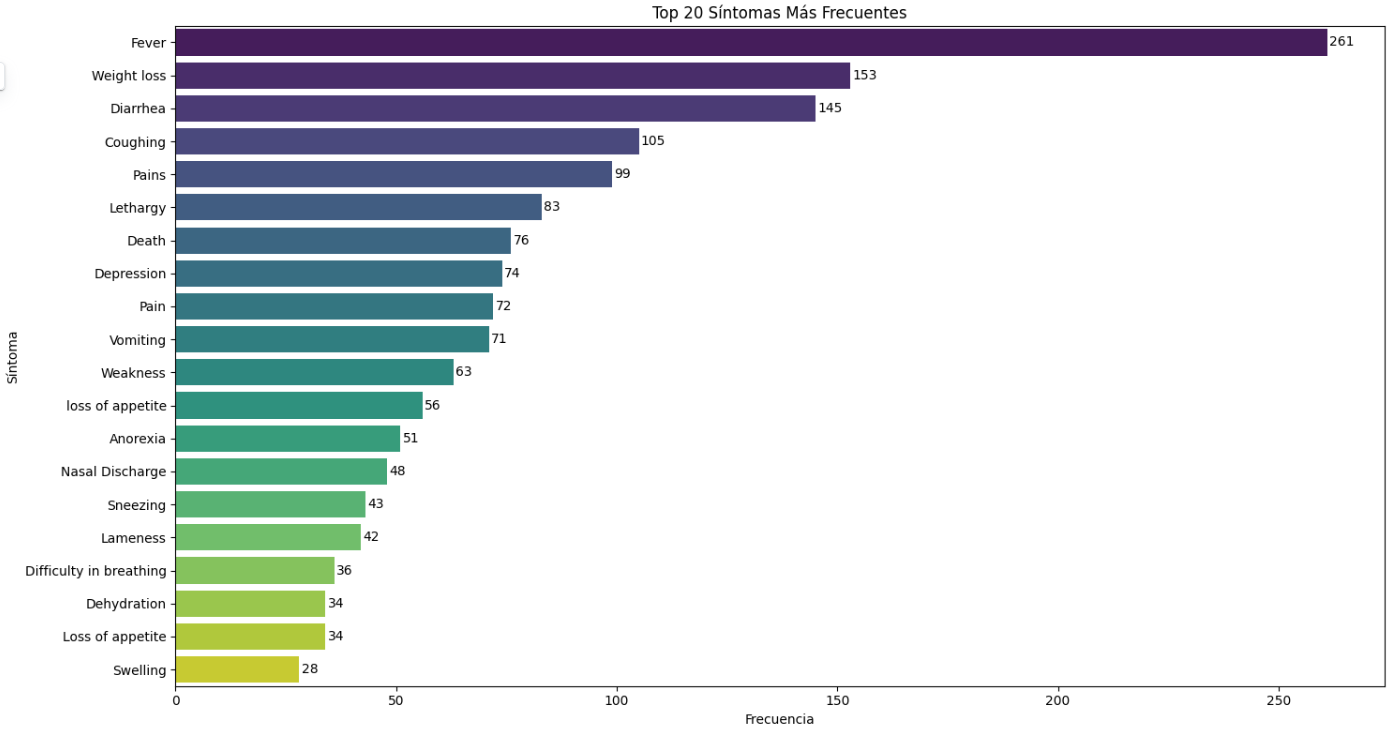 Top 20 Síntomas Más Frecuentes
Fever 261
Weight loss 153
Diarrhea 145
Coughing 105
Pains 99
Lethargy 83
Death 76
Depression 74
Pain 72
Vomiting 71
Weakness 63
loss of appetite 56
Anorexia 51
Nasal Discharge 48
Sneezing 43
Lameness 42
Difficulty in breathing 36
Dehydration 34
Loss of appetite 34
Swelling 28
Síntoma
0 50 100 150 200 250
Frecuencia